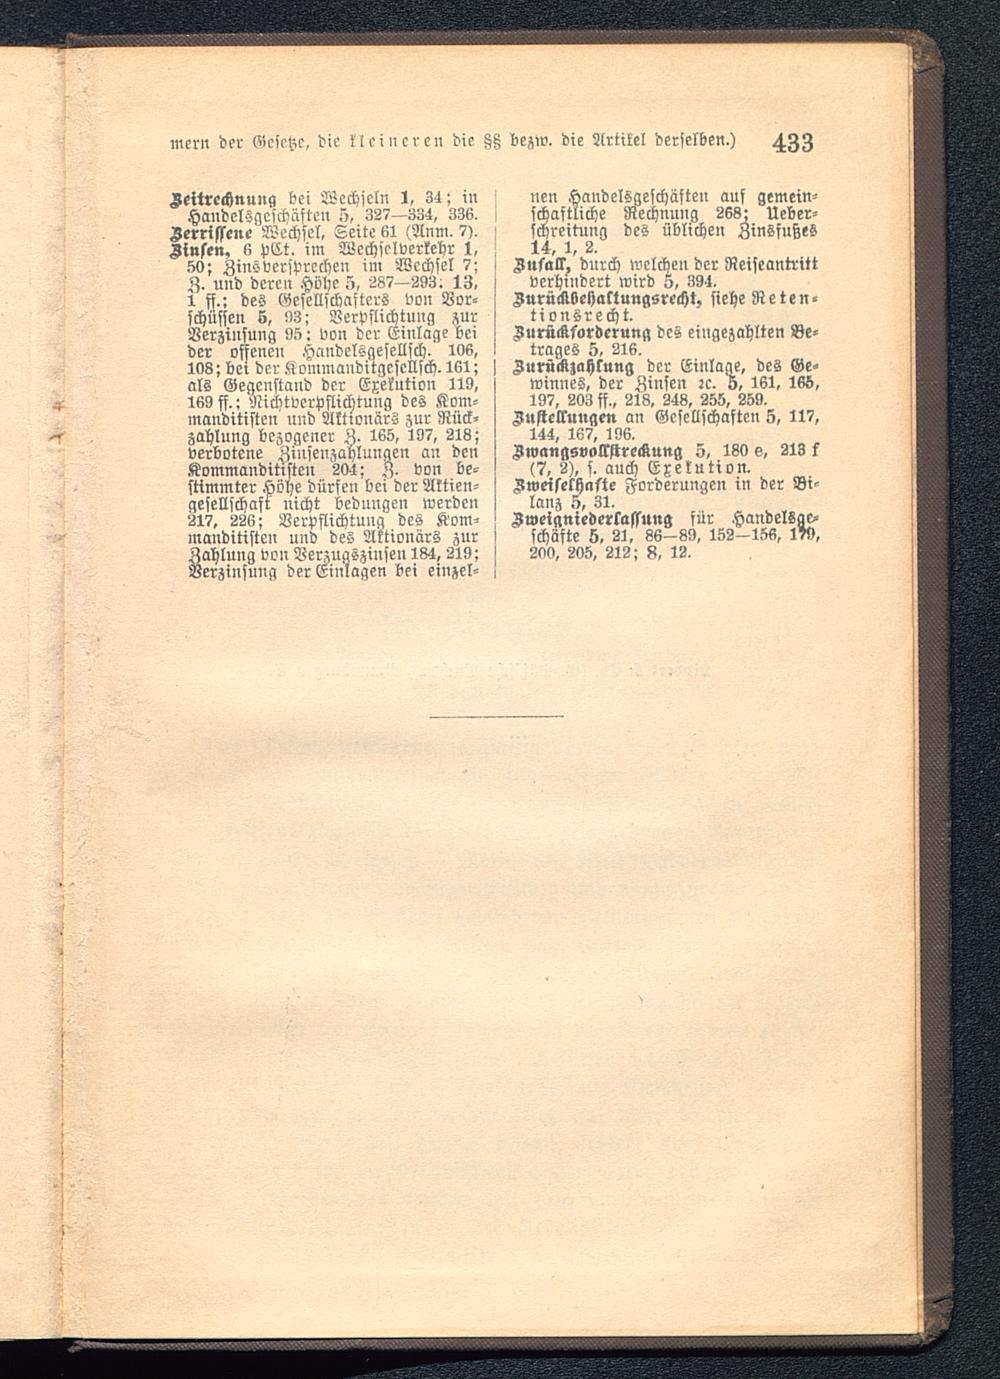 mern der Gesetze, die kleineren die §§ bezw. die Artikel derselben.) 433
Zeitrechnung bei Wechseln 1, 34; in
Handelsgeschäften 5, 327—334, 336.
Zerrissene Wechsel, Seite 61 (Anm. 7).
Zinsen, 6 pCt. im Wechselverkehr 1,
50; Zinsversprechen im Wechsel 7;
Z. und deren Höhe 5, 287—293; 13,
1 ff.; des Gesellschafters von Vor-
schüssen 5, 93; Verpflichtung zur
Verzinsung 95; von der Einlage bei
der offenen Handelsgesellsch. 106,
108; bei der Kommanditgesellsch. 161;
als Gegenstand der Exekution 119,
169 ff.; Nichtverpflichtung des Kom-
manditisten und Aktionärs zur Rück-
zahlung bezogener Z. 165, 197, 218;
verbotene Zinsenzahlungen an den
Kommanditisten 204; Z. von be-
stimmter Höhe dürfen bei der Aktien-
gesellschaft nicht bedungen werden
217, 226; Verpflichtung des Kom-
manditisten und des Aktionärs zur
Zahlung von Verzugszinsen 184, 219;
Verzinsung der Einlagen bei einzel-
nen Handelsgeschäften auf gemein-
schaftliche Rechnung 268; Ueber-
schreitung des üblichen Zinsfußes
14, 1, 2.
Zufall, durch welchen der Reiseantritt
verhindert wird 5, 394.
Zurückbehaltungsrecht, siehe Reten-
tionsrecht.
Zurückforderung des eingezahlten Be-
trages 5, 216.
Zurückzahlung der Einlage, des Ge-
winnes, der Zinsen ꝛc. 5, 161, 165,
197, 203 ff., 218, 248, 255, 259.
Zustellungen an Gesellschaften 5, 117,
144, 167, 196.
Zwangsvollstreckung 5, 180 e, 213 f
(7, 2), s. auch Exekution.
Zweifelhafte Forderungen in der Bi-
lanz 5, 31.
Zweigniederlassung für Handelsge-
schäfte 5, 21, 86—89, 152—156, 179,
200, 205, 212; 8, 12.